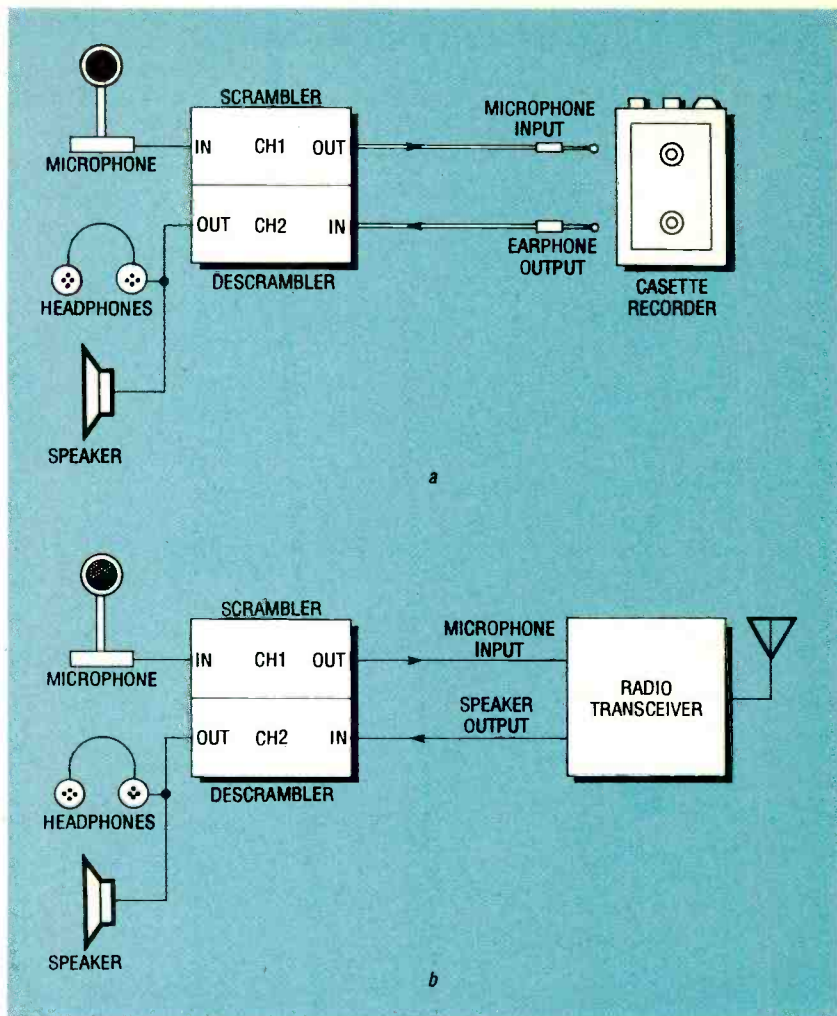 SCRAMBLER
MICROPHONE
INPUT
IN CH1 OUT
MICROPHONE
OUT CH2 IN
EARPHONE
OUTPUT
DESCRAMBLER
CASETTE
RECORDER
HEADPHONES
SPEAKER
a
SCRAMBLER
MICROPHONE
INPUT
IN CH1 OUT
MICROPHONE
RADIO
TRANSCEIVER
SPEAKER
OUTPUT
OUT CH2 IN
DESCRAMBLER
HEADPHONES
SPEAKER
b